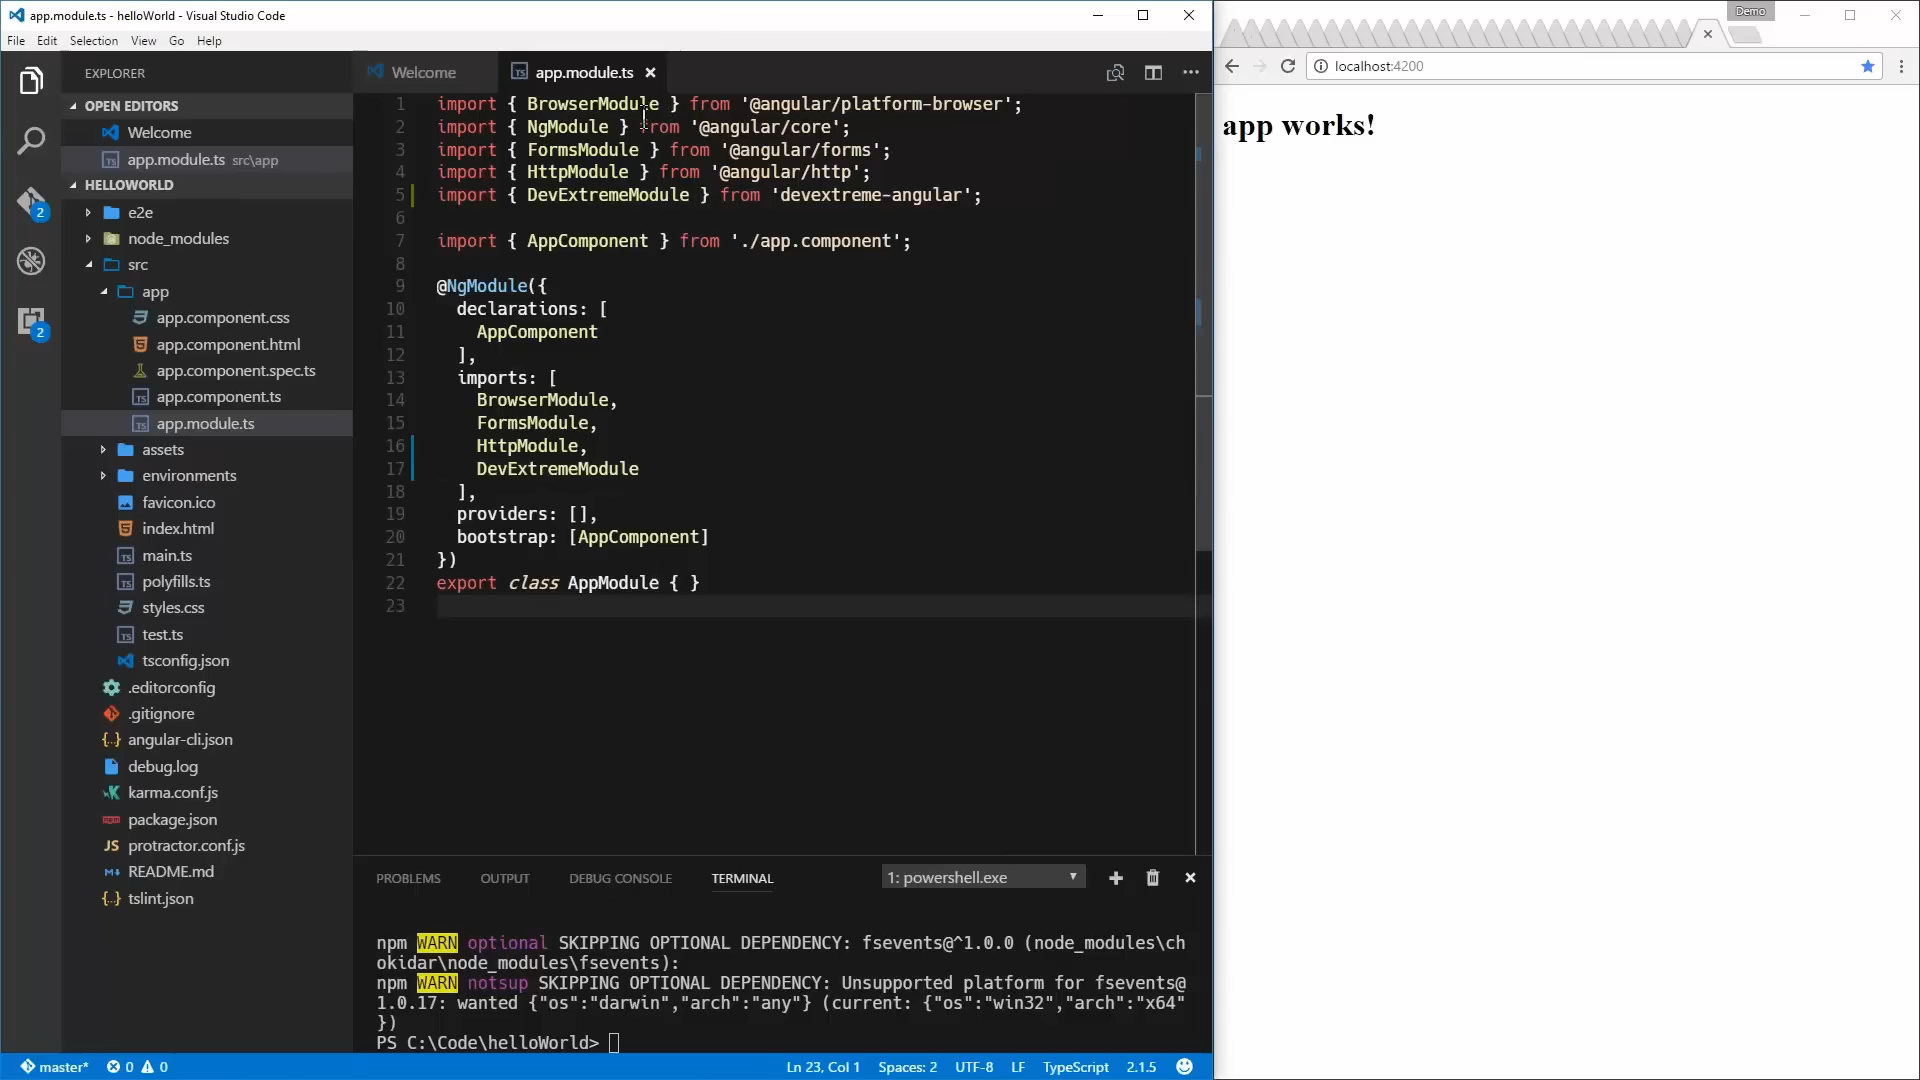 app.module.ts - helloWorld - Visual Studio Code
File Edit Selection View Go Help
EXPLORER
OPEN EDITORS
Welcome
app.module.ts src\app
HELLOWORLD
e2e
node_modules
src
app
app.component.css
app.component.html
app.component.spec.ts
app.component.ts
app.module.ts
assets
environments
favicon.ico
index.html
main.ts
polyfills.ts
styles.css
test.ts
tsconfig.json
.editorconfig
.gitignore
angular-cli.json
debug.log
karma.conf.js
package.json
protractor.conf.js
README.md
tslint.json
2
2
Welcome
app.module.ts
1 import { BrowserModule } from '@angular/platform-browser';
2 import { NgModule } from '@angular/core';
3 import { FormsModule } from '@angular/forms';
4 import { HttpModule } from '@angular/http';
5 import { DevExtremeModule } from 'devextreme-angular';
6
7 import { AppComponent } from './app.component';
8
9 @NgModule({
10 declarations: [
11 AppComponent
12 ],
13 imports: [
14 BrowserModule,
15 FormsModule,
16 HttpModule,
17 DevExtremeModule
18 ],
19 providers: [],
20 bootstrap: [AppComponent]
21 })
22 export class AppModule { }
23
PROBLEMS OUTPUT DEBUG CONSOLE TERMINAL 1: powershell.exe
npm WARN optional SKIPPING OPTIONAL DEPENDENCY: fsevents@^1.0.0 (node_modules\ch
okidar\node_modules\fsevents):
npm WARN notsup SKIPPING OPTIONAL DEPENDENCY: Unsupported platform for fsevents@
1.0.17: wanted {"os":"darwin","arch":"any"} (current: {"os":"win32","arch":"x64"
})
PS C:\Code\helloWorld>
master* 0 0 Ln 23, Col 1 Spaces: 2 UTF-8 LF TypeScript 2.1.5
Demo
localhost:4200
app works!